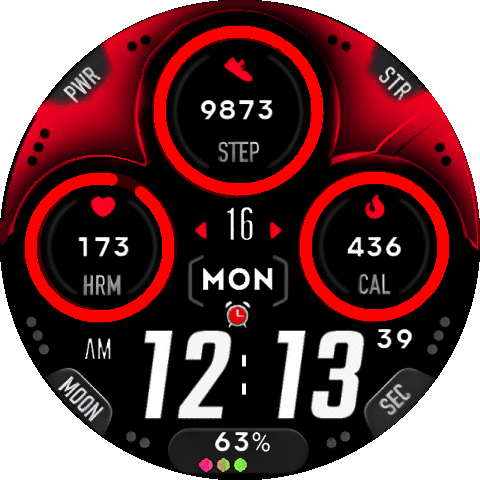 PWR
STR
9873
STEP
173
HRM
16
MON
436
CAL
AM
12:13
39
MOON
SEC
63%